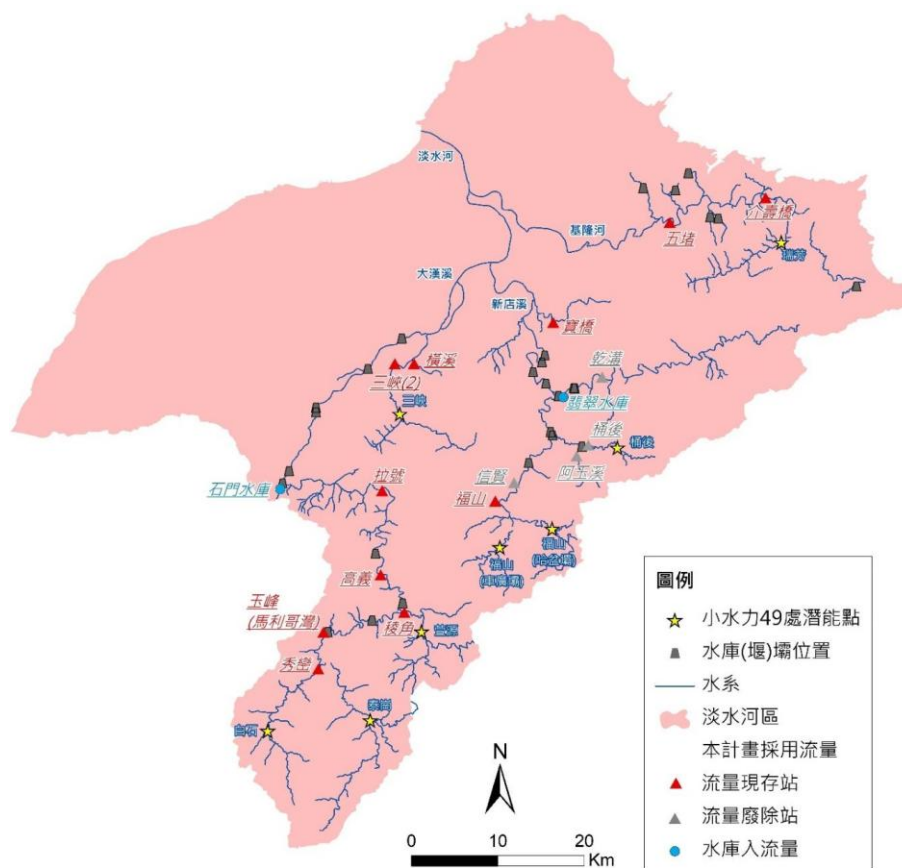 淡水河
基隆河
五堵
介壽橋
瑞芳
大漢溪
新店溪
寶橋
橫溪
三峽(2)
三峽
乾溝
翡翠水庫
桶後
桶後
阿玉溪
信賢
福山
福山
(哈盆壩)
福山
石門水庫
拉號
高義
玉峰
(馬利哥灣)
稜角
秀巒
泰崗
白石
圖例
小水力49處潛能點
水庫(堰)壩位置
水系
淡水河區
本計畫採用流量
流量現存站
流量廢除站
水庫入流量
N
0
10
20
Km